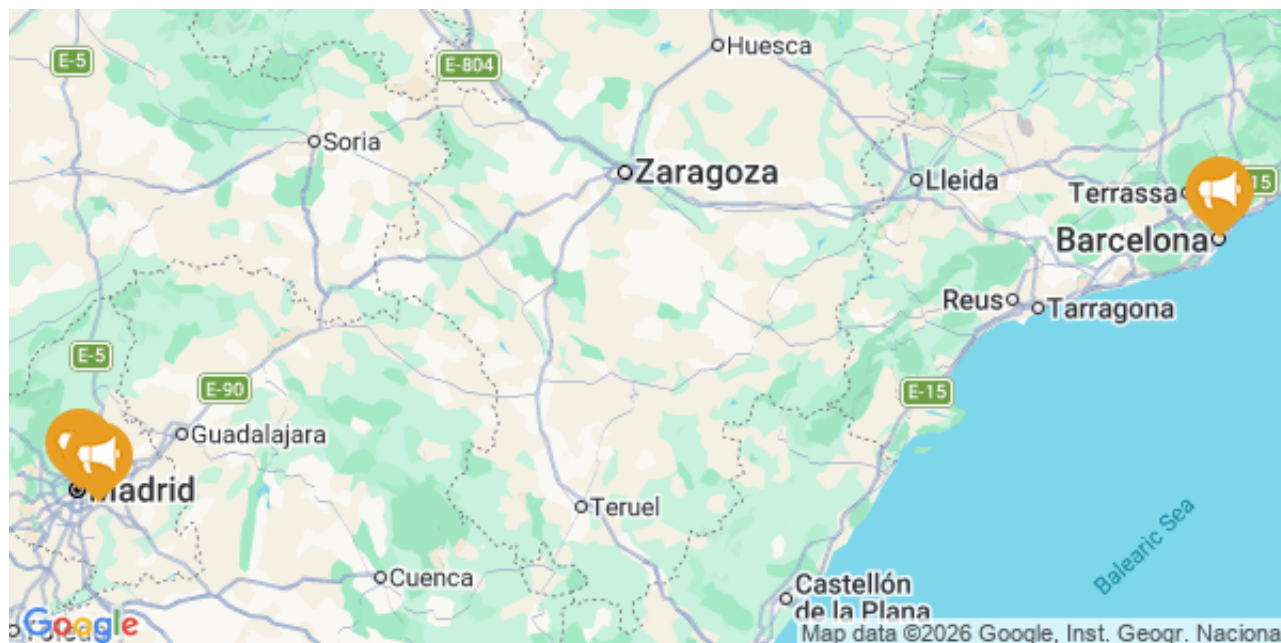 Huesca
E-5
E-804
Soria
Zaragoza
Lleida
Terrassa
15
Barcelona
Reus
Tarragona
E-5
E-90
E-15
Guadalajara
Madrid
Teruel
Balearic Sea
Cuenca
Castellón
de la Plana
Google
Map data ©2026 Google, Inst. Geogr. Naciona